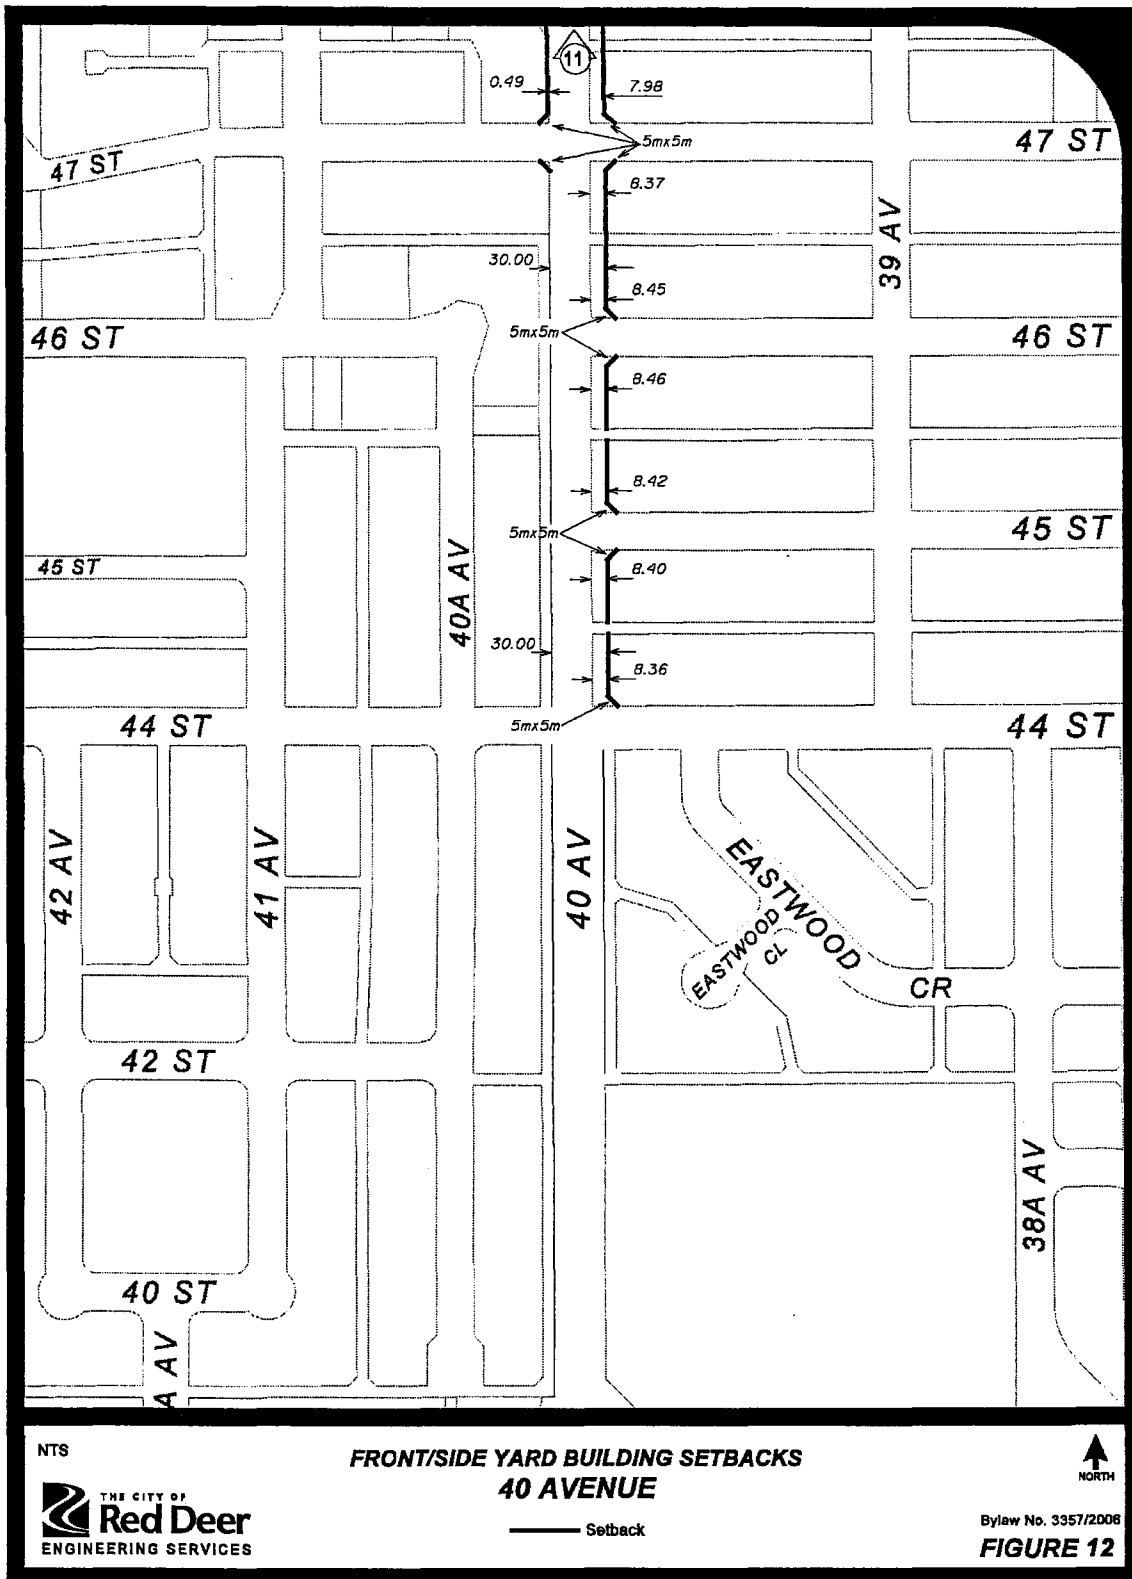 11
0.49
7.98
5mx5m
47 ST
47 ST
8.37
39 AV
30.00
8.45
46 ST
5mx5m
46 ST
8.46
8.42
5mx5m
45 ST
45 ST
40A AV
8.40
30.00
8.36
44 ST
5mx5m
44 ST
42 AV
41 AV
40 AV
EASTWOOD
CR
EASTWOOD
CL
42 ST
38A AV
40 ST
A AV
NTS
FRONT/SIDE YARD BUILDING SETBACKS
40 AVENUE
NORTH
THE CITY OF
Red Deer
ENGINEERING SERVICES
Setback
Bylaw No. 3357/2006
FIGURE 12